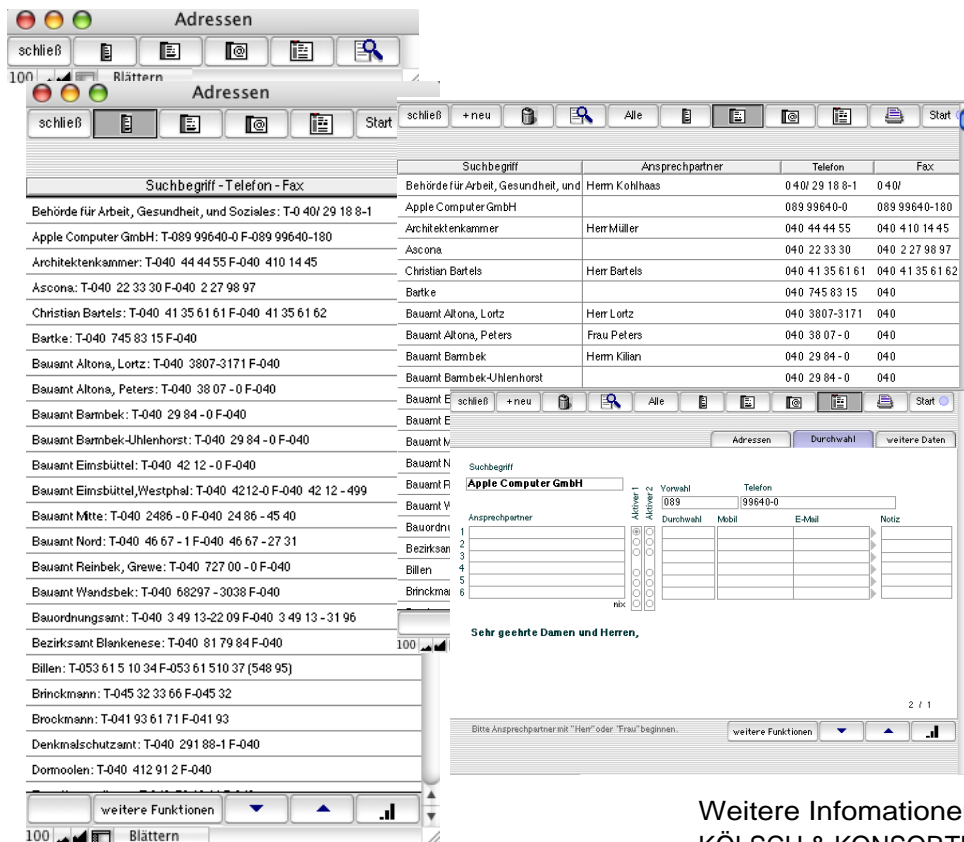 Adressen
schließ
100 Blättern
Adressen
schließ Start
Suchbegriff - Telefon - Fax
Behörde für Arbeit, Gesundheit, und Soziales: T-0 40/ 29 18 8-1
Apple Computer GmbH: T-089 99640-0 F-089 99640-180
Architektenkammer: T-040 44 44 55 F-040 410 14 45
Ascona: T-040 22 33 30 F-040 2 27 98 97
Christian Bartels: T-040 41 35 61 61 F-040 41 35 61 62
Bartke: T-040 745 83 15 F-040
Bauamt Altona, Lortz: T-040 3807-3171 F-040
Bauamt Altona, Peters: T-040 38 07 - 0 F-040
Bauamt Barmbek: T-040 29 84 - 0 F-040
Bauamt Barmbek-Uhlenhorst: T-040 29 84 - 0 F-040
Bauamt Eimsbüttel: T-040 42 12 - 0 F-040
Bauamt Eimsbüttel,Westphal: T-040 4212-0 F-040 42 12 - 499
Bauamt Mitte: T-040 2486 - 0 F-040 24 86 - 45 40
Bauamt Nord: T-040 46 67 - 1 F-040 46 67 - 27 31
Bauamt Reinbek, Grewe: T-040 727 00 - 0 F-040
Bauamt Wandsbek: T-040 68297 - 3038 F-040
Bauordnungsamt: T-040 3 49 13-22 09 F-040 3 49 13 - 31 96
Bezirksamt Blankenese: T-040 81 79 84 F-040
Billen: T-053 61 5 10 34 F-053 61 510 37 (548 95)
Brinckmann: T-045 32 33 66 F-045 32
Brockmann: T-041 93 61 71 F-041 93
Denkmalschutzamt: T-040 291 88-1 F-040
Dormoolen: T-040 412 91 2 F-040
weitere Funktionen
100 Blättern
schließ + neu Alle Start
Suchbegriff Ansprechpartner Telefon Fax
Behörde für Arbeit, Gesundheit, und Herrn Kohlhaas 0 40/ 29 18 8-1 0 40/
Apple Computer GmbH 089 99640-0 089 99640-180
Architektenkammer Herr Müller 040 44 44 55 040 410 14 45
Ascona 040 22 33 30 040 2 27 98 97
Christian Bartels Herr Bartels 040 41 35 61 61 040 41 35 61 62
Bartke 040 745 83 15 040
Bauamt Altona, Lortz Herr Lortz 040 3807-3171 040
Bauamt Altona, Peters Frau Peters 040 38 07 - 0 040
Bauamt Barmbek Herrn Kilian 040 29 84 - 0 040
Bauamt Barmbek-Uhlenhorst 040 29 84 - 0 040
Bauamt E
Bauamt E
Bauamt M
Bauamt N
Bauamt R
Bauamt W
Bauordnu
Bezirksan
Billen
Brinckma
100
schließ + neu Alle Start
Adressen Durchwahl weitere Daten
Suchbegriff
Apple Computer GmbH
Aktiver 1
Aktiver 2
Vorwahl Telefon
089 99640-0
Ansprechpartner Durchwahl Mobil E-Mail Notiz
1
2
3
4
5
6
nix
Sehr geehrte Damen und Herren,
2 / 1
Bitte Ansprechpartner mit "Herr" oder "Frau" beginnen.
weitere Funktionen
Weitere Infomatione